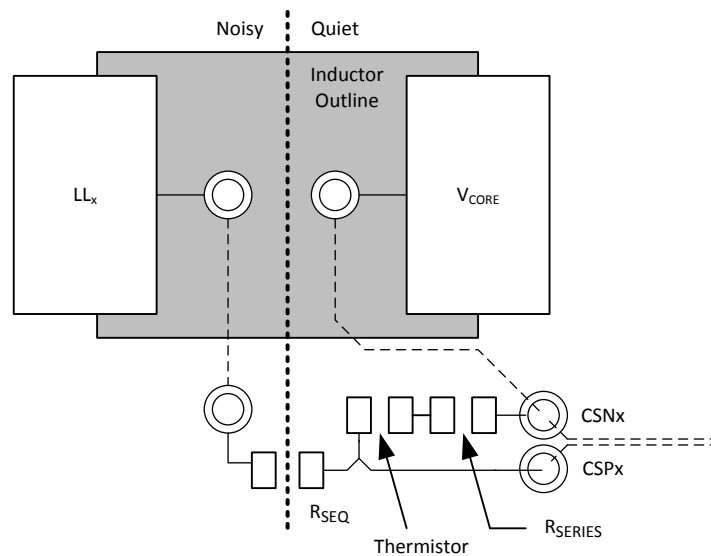 Noisy
Quiet
Inductor
Outline
LLx
VCORE
CSNx
CSPx
RSEQ
RSERIES
Thermistor